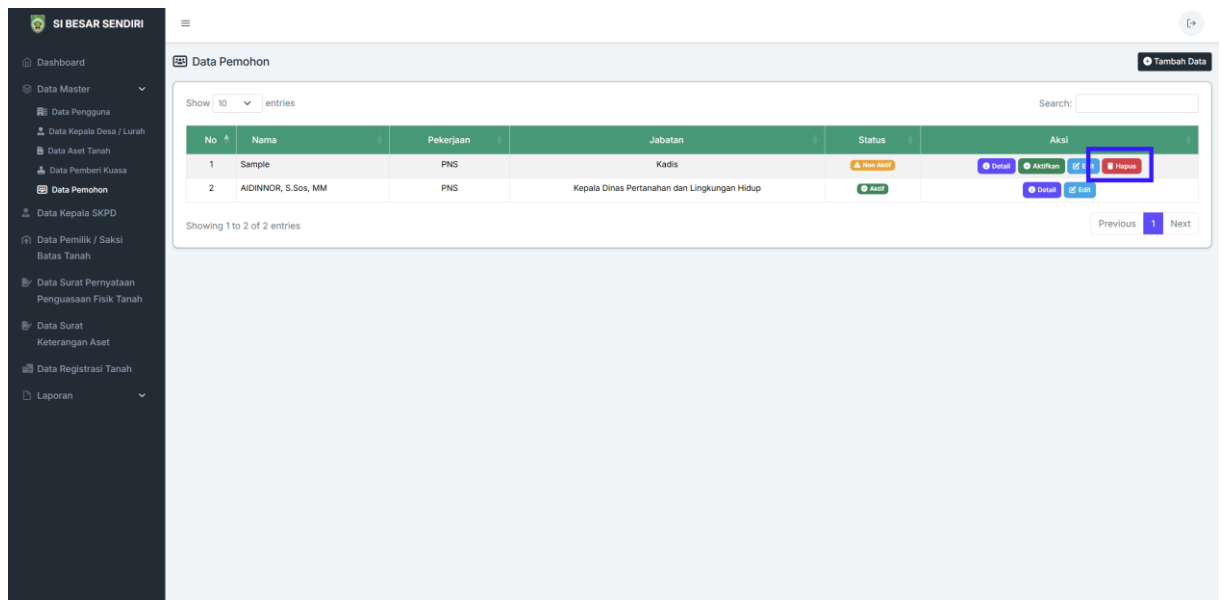 SI BESAR SENDIRI
Dashboard
Data Master
Data Pengguna
Data Kepala Desa / Lurah
Data Aset Tanah
Data Pemberi Kuasa
Data Pemohon
Data Kepala SKPD
Data Pemilik / Saksi
Batas Tanah
Data Surat Pernyataan
Penguasaan Fisik Tanah
Data Surat
Keterangan Aset
Data Registrasi Tanah
Laporan
Data Pemohon
Tambah Data
Show 10 entries
Search:
No Nama Pekerjaan Jabatan Status Aksi
1 Sample PNS Kadis Non Aktif Detail Aktifkan Hapus
2 AIDINNOR, S.Sos, MM PNS Kepala Dinas Pertanahan dan Lingkungan Hidup Aktif Detail Edit
Showing 1 to 2 of 2 entries
Previous 1 Next